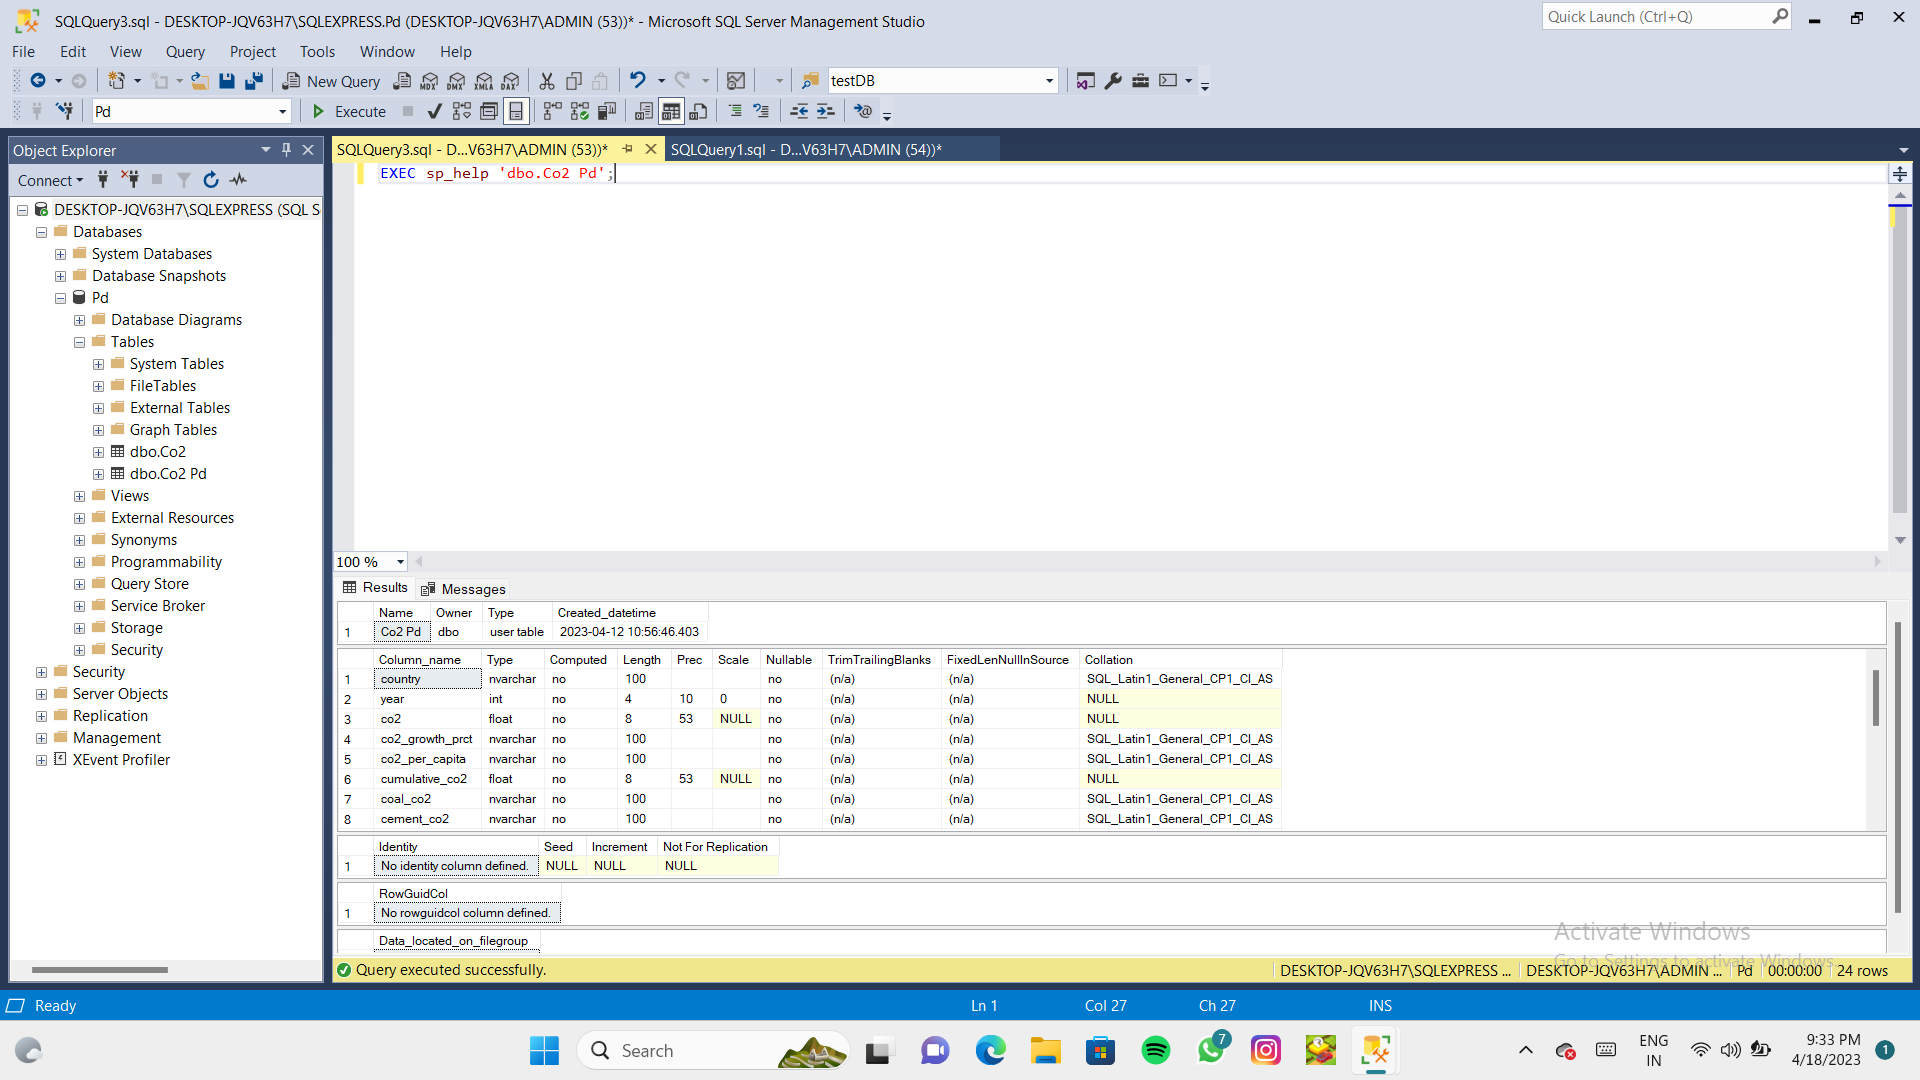 SQLQuery3.sql - DESKTOP-JQV63H7\SQLEXPRESS.Pd (DESKTOP-JQV63H7\ADMIN (53))* - Microsoft SQL Server Management Studio
Quick Launch (Ctrl+Q)
File Edit View Query Project Tools Window Help
New Query
MDX DMX XMLA DAX
testDB
Pd
Execute
Object Explorer
SQLQuery3.sql - D...V63H7\ADMIN (53))*
SQLQuery1.sql - D...V63H7\ADMIN (54))*
Connect
EXEC sp_help 'dbo.Co2 Pd';
DESKTOP-JQV63H7\SQLEXPRESS (SQL S
Databases
System Databases
Database Snapshots
Pd
Database Diagrams
Tables
System Tables
FileTables
External Tables
Graph Tables
dbo.Co2
dbo.Co2 Pd
Views
External Resources
Synonyms
Programmability
Query Store
Service Broker
Storage
Security
Security
Server Objects
Replication
Management
XEvent Profiler
100 %
Results Messages
Name Owner Type Created_datetime
1 Co2 Pd dbo user table 2023-04-12 10:56:46.403
Column_name Type Computed Length Prec Scale Nullable TrimTrailingBlanks FixedLenNullInSource Collation
1 country nvarchar no 100 no (n/a) (n/a) SQL_Latin1_General_CP1_CI_AS
2 year int no 4 10 0 no (n/a) (n/a) NULL
3 co2 float no 8 53 NULL no (n/a) (n/a) NULL
4 co2_growth_prct nvarchar no 100 no (n/a) (n/a) SQL_Latin1_General_CP1_CI_AS
5 co2_per_capita nvarchar no 100 no (n/a) (n/a) SQL_Latin1_General_CP1_CI_AS
6 cumulative_co2 float no 8 53 NULL no (n/a) (n/a) NULL
7 coal_co2 nvarchar no 100 no (n/a) (n/a) SQL_Latin1_General_CP1_CI_AS
8 cement_co2 nvarchar no 100 no (n/a) (n/a) SQL_Latin1_General_CP1_CI_AS
Identity Seed Increment Not For Replication
1 No identity column defined. NULL NULL NULL
RowGuidCol
1 No rowguidcol column defined.
Data_located_on_filegroup
Activate Windows
Go to Settings to activate Windows.
Query executed successfully.
DESKTOP-JQV63H7\SQLEXPRESS ... DESKTOP-JQV63H7\ADMIN ... Pd 00:00:00 24 rows
Ready Ln 1 Col 27 Ch 27 INS
Search
7
ENG
IN
9:33 PM
4/18/2023
1